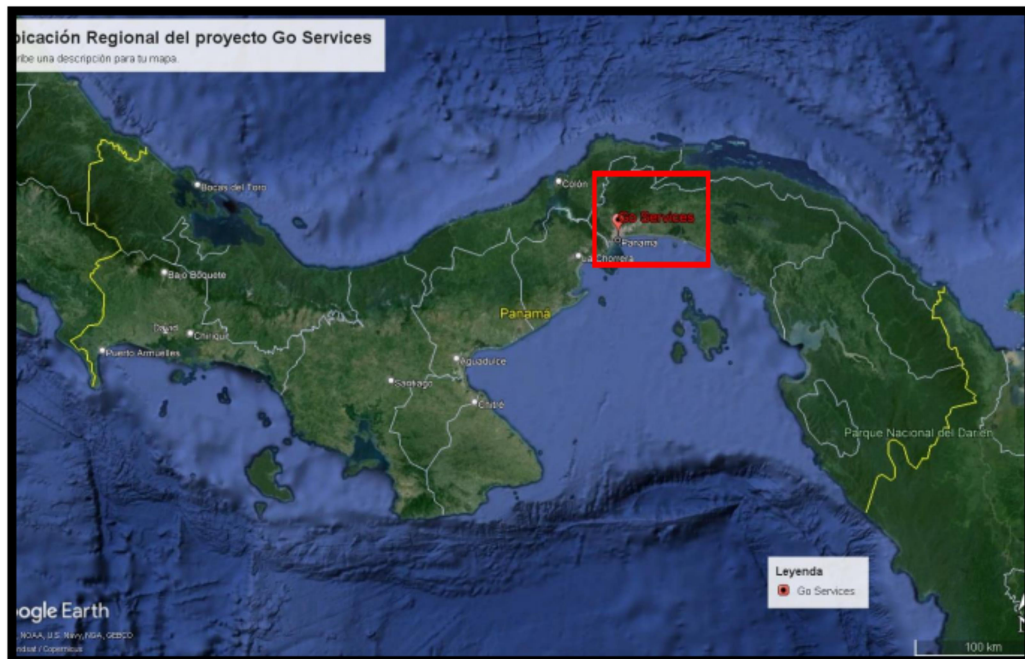 bicación Regional del proyecto Go Services
ribe una descripción para tu mapa.
Bocas del Toro
Colón
Go Services
Panama
La Chorrera
Bajo Boquete
Panamá
David
Chiriquí
Puerto Armuelles
Aguadulce
Santiago
Chitré
Parque Nacional del Darién
Leyenda
Go Services
oogle Earth
, NOAA, U.S. Navy, NGA, GEBCO
ndsat / Copernicus
100 km